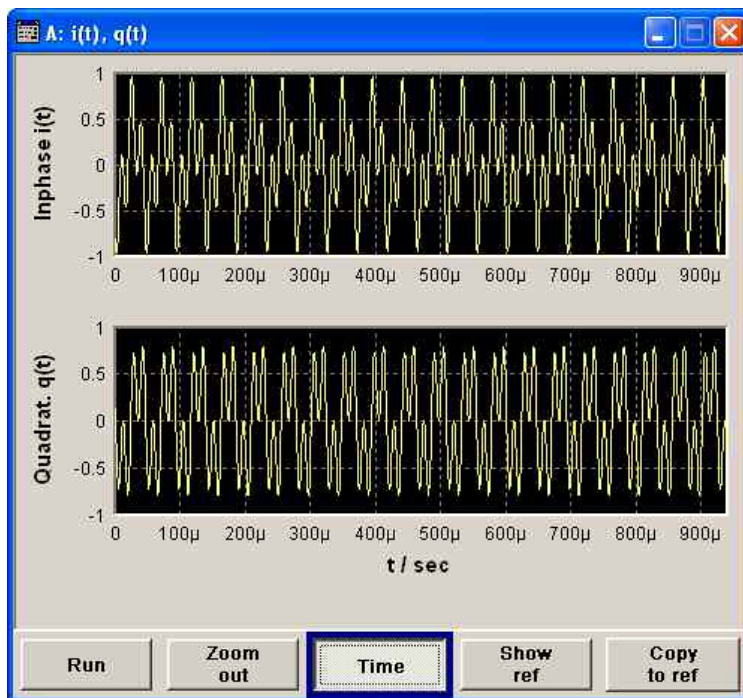 A: i(t), q(t)
Inphase i(t)
1
0.5
0
-0.5
-1
0 100µ 200µ 300µ 400µ 500µ 600µ 700µ 800µ 900µ
Quadrat. q(t)
1
0.5
0
-0.5
-1
0 100µ 200µ 300µ 400µ 500µ 600µ 700µ 800µ 900µ
t / sec
Run
Zoom
out
Time
Show
ref
Copy
to ref